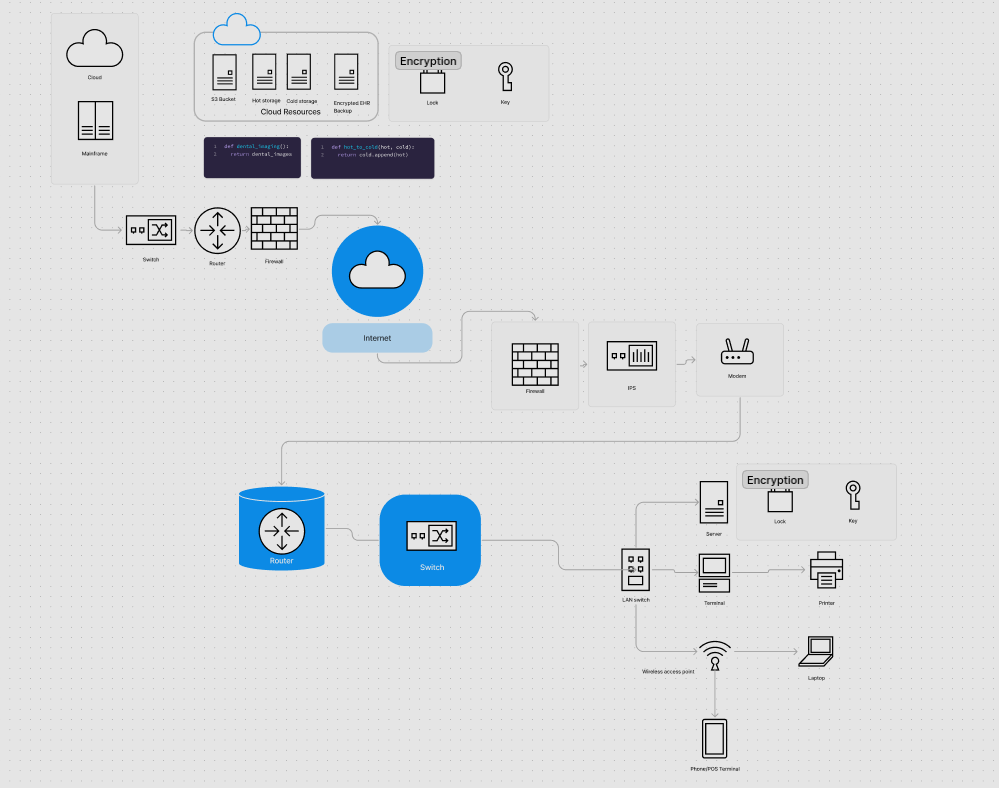 Cloud
Mainframe
S3 Bucket
Hot storage
Cold storage
Encrypted EHR
Backup
Cloud Resources
Encryption
Lock
Key
1 def dental_imaging():
2 return dental_images
1 def hot_to_cold(hot, cold):
2 return cold.append(hot)
Switch
Router
Firewall
Internet
Firewall
IPS
Modem
Router
Switch
Encryption
Lock
Key
Server
LAN switch
Terminal
Printer
Wireless access point
Laptop
Phone/POS Terminal